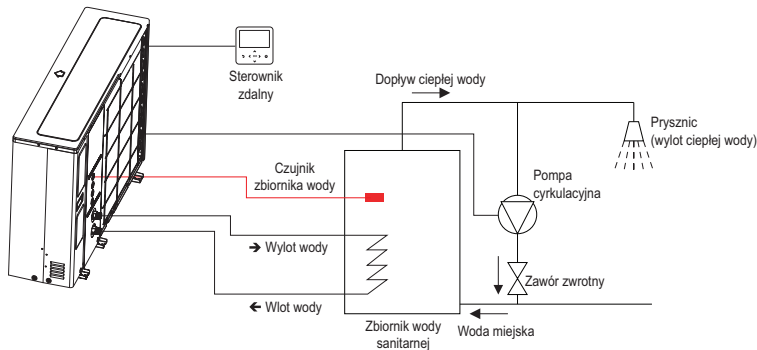 Sterownik
zdalny
Dopływ ciepłej wody
Prysznic
(wylot ciepłej wody)
Czujnik
zbiornika wody
Pompa
cyrkulacyjna
➔ Wylot wody
Zawór zwrotny
➔ Wlot wody
Zbiornik wody
sanitarnej
Woda miejska